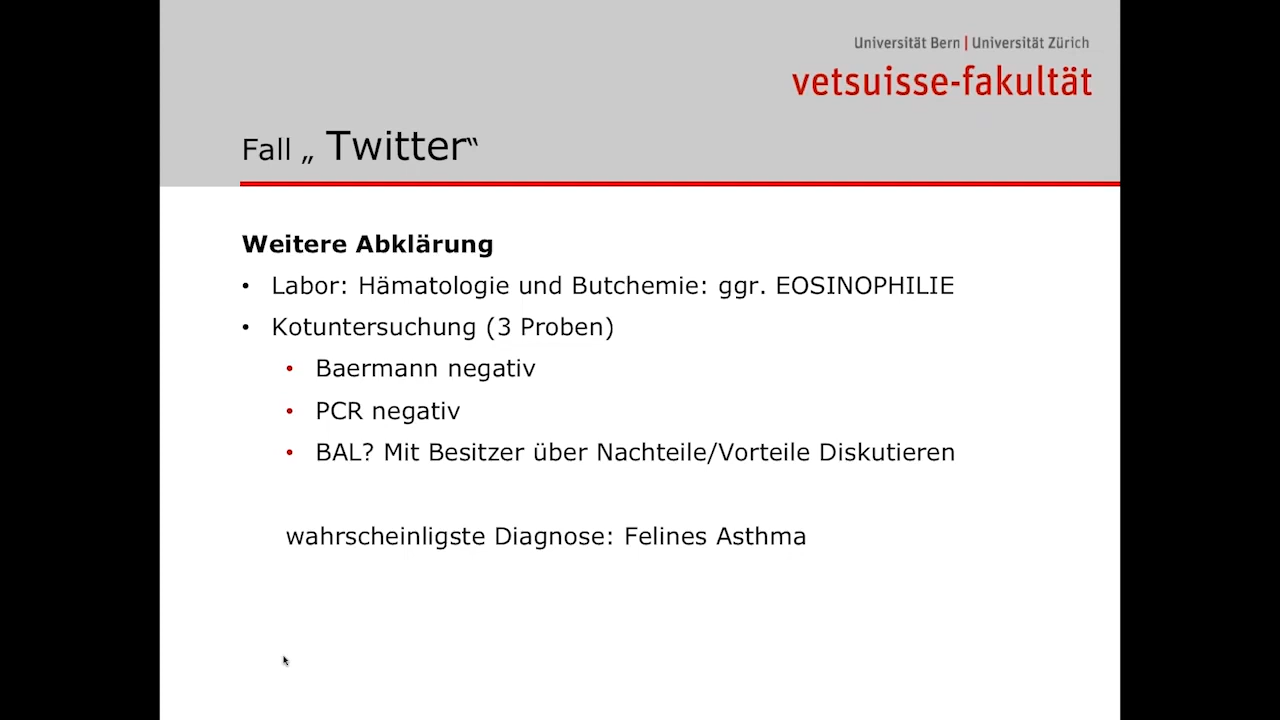 Universität Bern | Universität Zürich
vetsuisse-fakultät
Fall „ Twitter“
Weitere Abklärung
• Labor: Hämatologie und Butchemie: ggr. EOSINOPHILIE
• Kotuntersuchung (3 Proben)
• Baermann negativ
• PCR negativ
• BAL? Mit Besitzer über Nachteile/Vorteile Diskutieren
wahrscheinligste Diagnose: Felines Asthma